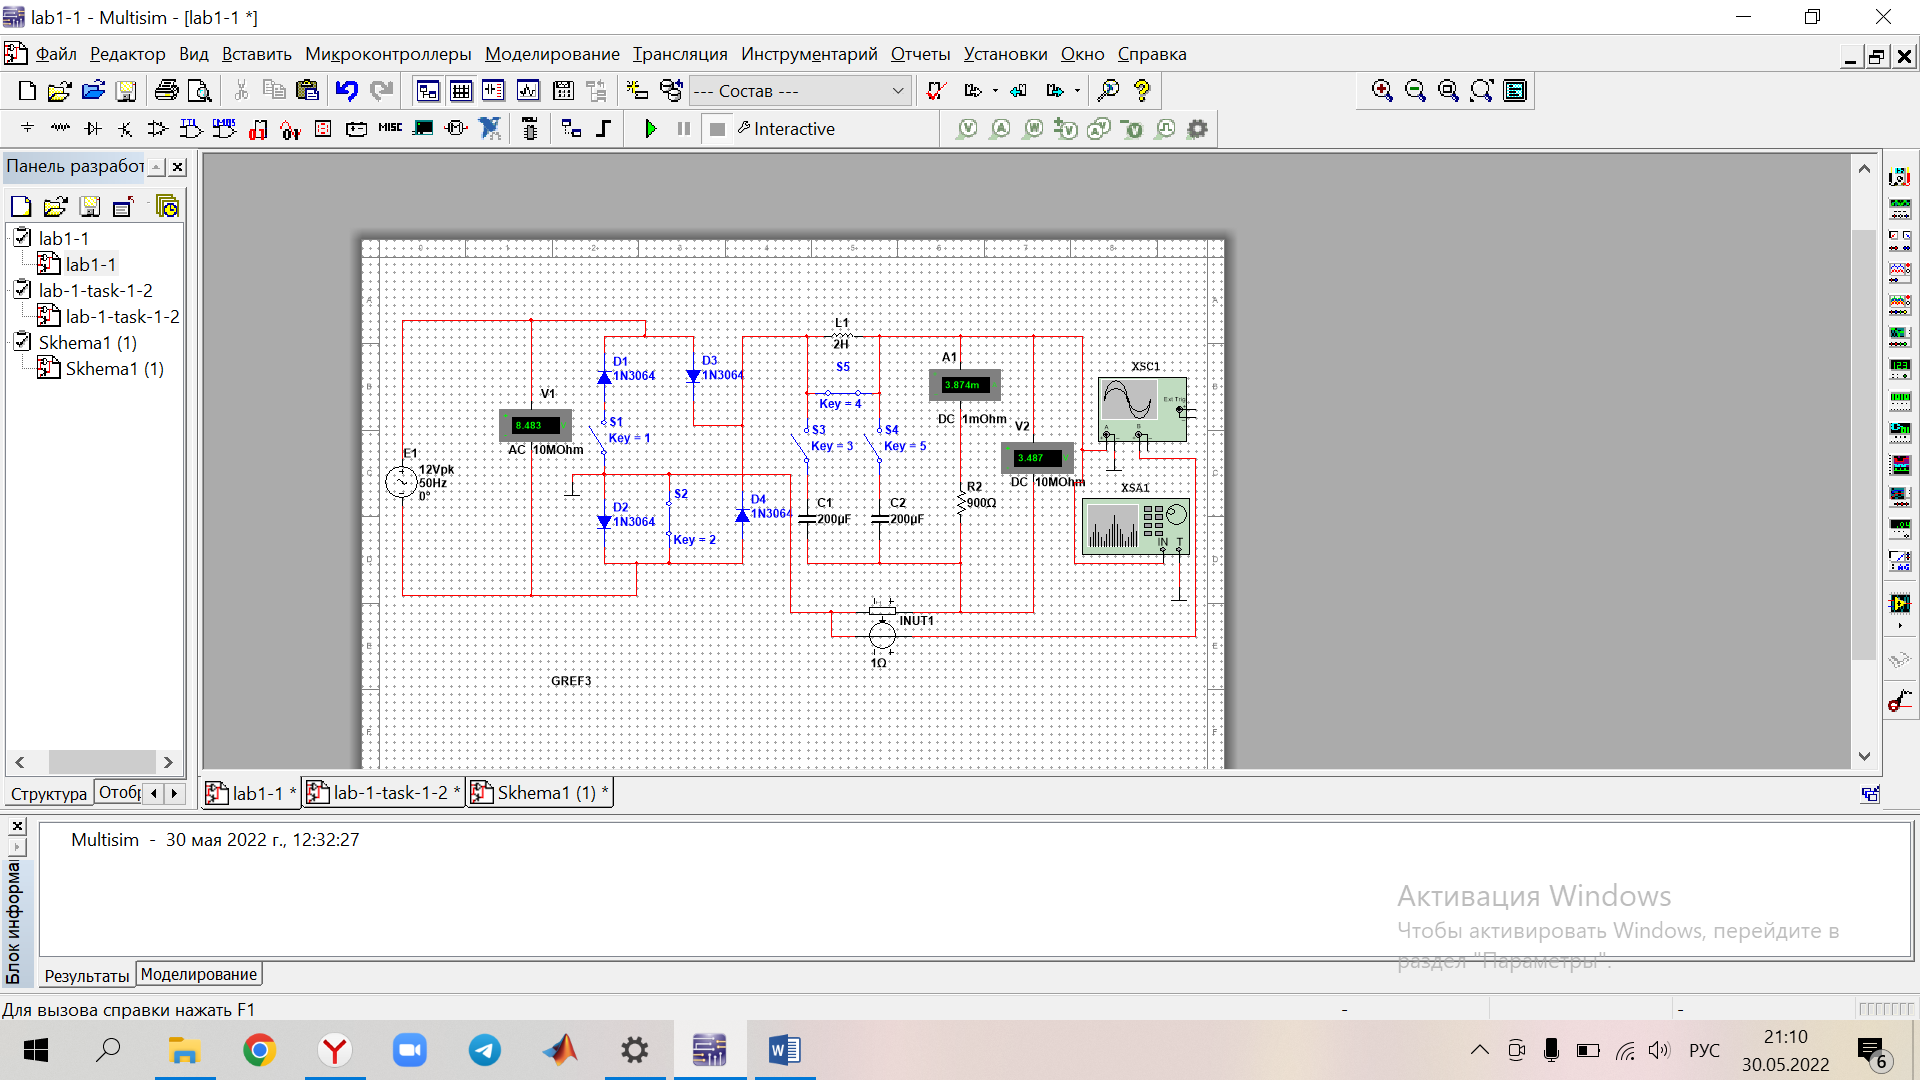 lab1-1 - Multisim - [lab1-1 *]
Файл Редактор Вид Вставить Микроконтроллеры Моделирование Трансляция Инструментарий Отчеты Установки Окно Справка
--- Состав ---
MISC
Interactive
Панель разработ
lab1-1
lab1-1
lab-1-task-1-2
lab-1-task-1-2
Skhema1 (1)
Skhema1 (1)
Структура
Отобр
L1
2H
S5
Key = 4
D1
1N3064
D3
1N3064
A1
3.874m
DC 1mOhm
XSC1
Ext Trig
V1
8.483
AC 10MOhm
S1
Key = 1
S3
Key = 3
S4
Key = 5
V2
3.487
DC 10MOhm
E1
12Vpk
50Hz
0°
D2
1N3064
S2
Key = 2
D4
1N3064
C1
200µF
C2
200µF
R2
900Ω
XSA1
IN T
INUT1
1Ω
GREF3
lab1-1 *
lab-1-task-1-2 *
Skhema1 (1) *
Multisim - 30 мая 2022 г., 12:32:27
Блок информа
Результаты
Моделирование
Активация Windows
Чтобы активировать Windows, перейдите в
раздел "Параметры".
Для вызова справки нажать F1
- -
РУС
21:10
30.05.2022
6